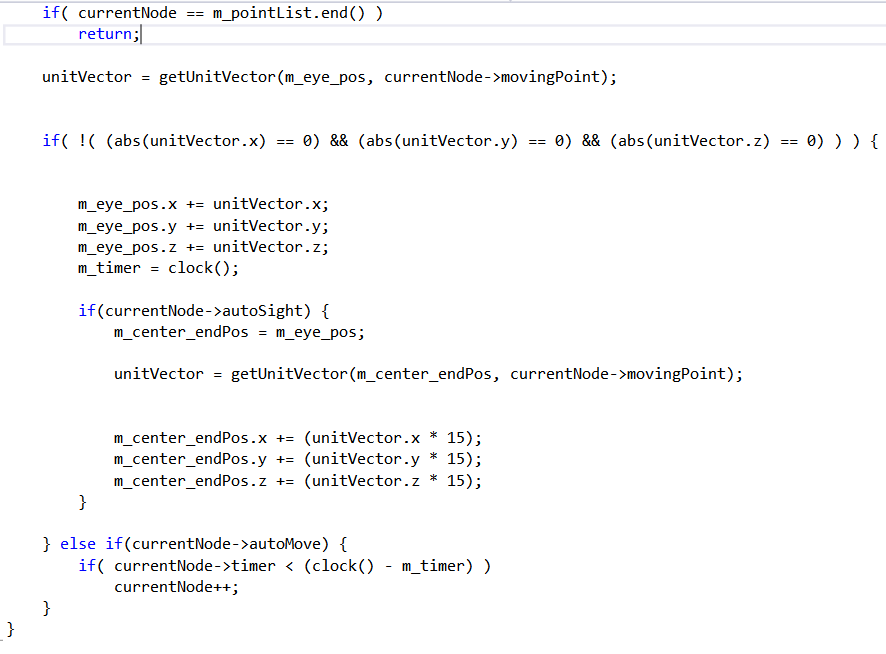 if( currentNode == m_pointList.end() )
return;
unitVector = getUnitVector(m_eye_pos, currentNode->movingPoint);
if( !( (abs(unitVector.x) == 0) && (abs(unitVector.y) == 0) && (abs(unitVector.z) == 0) ) ) {
m_eye_pos.x += unitVector.x;
m_eye_pos.y += unitVector.y;
m_eye_pos.z += unitVector.z;
m_timer = clock();
if(currentNode->autoSight) {
m_center_endPos = m_eye_pos;
unitVector = getUnitVector(m_center_endPos, currentNode->movingPoint);
m_center_endPos.x += (unitVector.x * 15);
m_center_endPos.y += (unitVector.y * 15);
m_center_endPos.z += (unitVector.z * 15);
}
} else if(currentNode->autoMove) {
if( currentNode->timer < (clock() - m_timer) )
currentNode++;
}
}